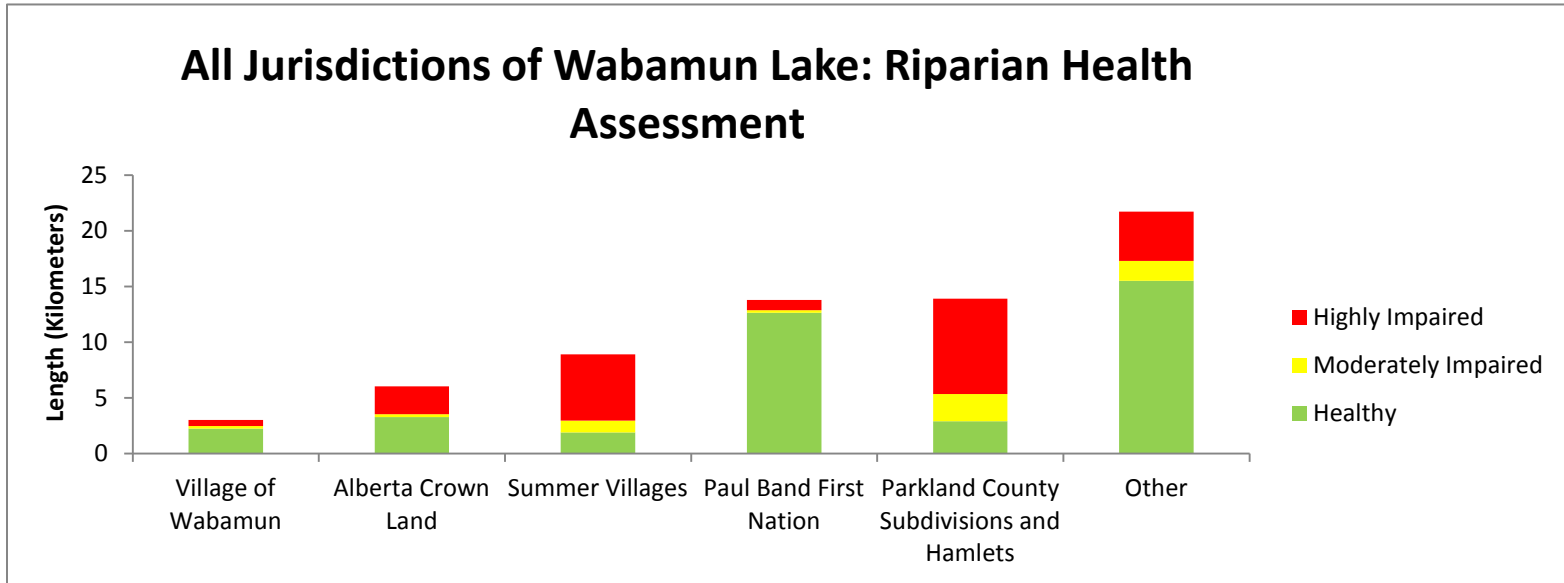 All Jurisdictions of Wabamun Lake: Riparian Health
Assessment
Length (Kilometers)
25
20
15
10
5
0
Village of
Wabamun
Alberta Crown
Land
Summer Villages
Paul Band First
Nation
Parkland County
Subdivisions and
Hamlets
Other
Highly Impaired
Moderately Impaired
Healthy